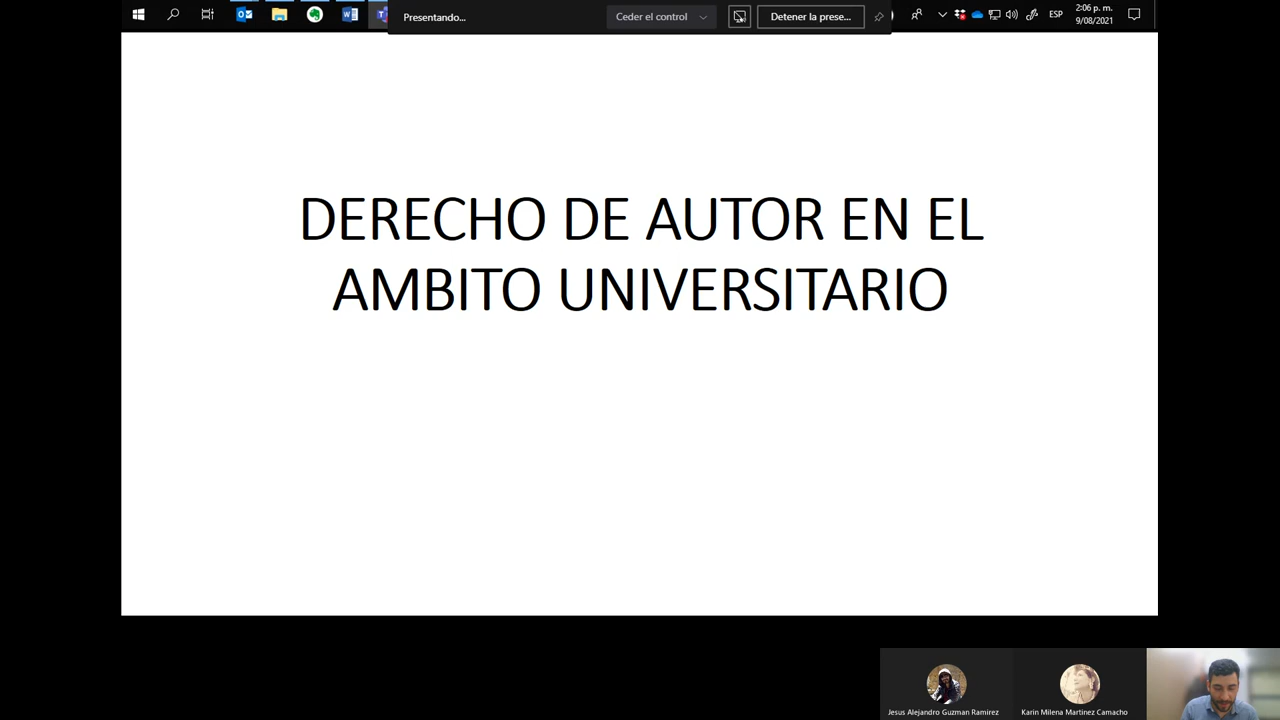 Presentando...
Ceder el control
Detener la prese...
ESP
2:06 p. m.
9/08/2021
DERECHO DE AUTOR EN EL
AMBITO UNIVERSITARIO
Jesus Alejandro Guzman Ramirez
Karin Milena Martinez Camacho